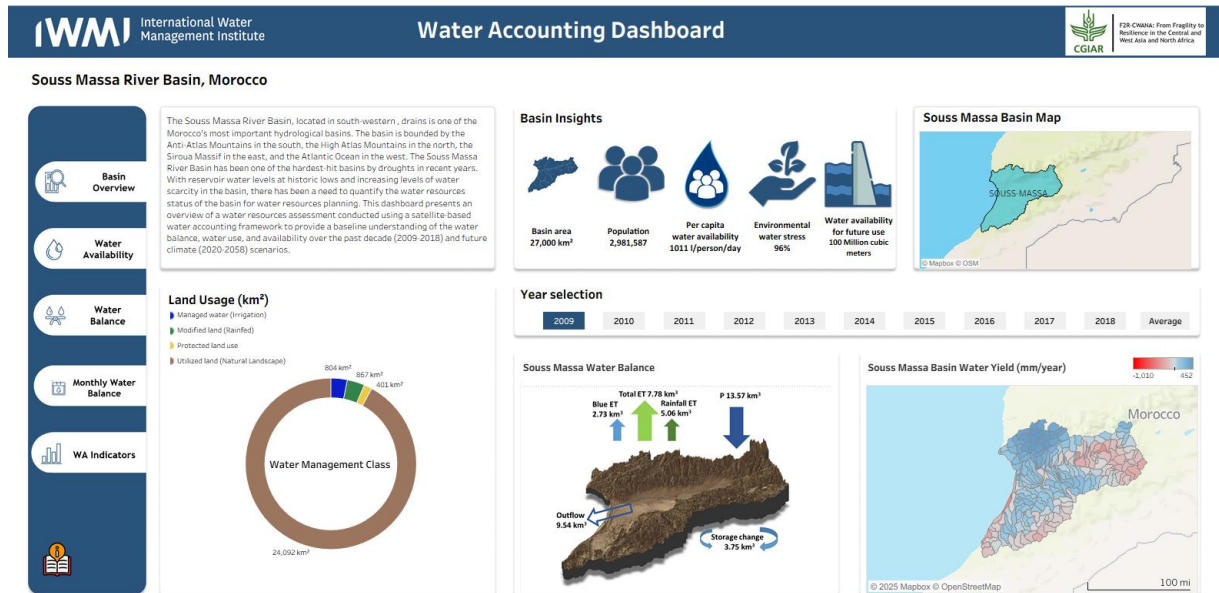 IWMI
International Water
Management Institute
Water Accounting Dashboard
CGIAR
F2R-CWANA: From Fragility to
Resilience in the Central and
West Asia and North Africa
Souss Massa River Basin, Morocco
Basin
Overview
Water
Availability
Water
Balance
Monthly Water
Balance
WA Indicators
The Souss Massa River Basin, located in south-western , drains is one of the
Morocco's most important hydrological basins. The basin is bounded by the
Anti-Atlas Mountains in the south, the High Atlas Mountains in the north, the
Siroua Massif in the east, and the Atlantic Ocean in the west. The Souss Massa
River Basin has been one of the hardest-hit basins by droughts in recent years.
With reservoir water levels at historic lows and increasing levels of water
scarcity in the basin, there has been a need to quantify the water resources
status of the basin for water resources planning. This dashboard presents an
overview of a water resources assessment conducted using a satellite-based
water accounting framework to provide a baseline understanding of the water
balance, water use, and availability over the past decade (2009-2018) and future
climate (2020-2058) scenarios.
Basin Insights
Basin area
27,000 km²
Population
2,981,587
Per capita
water availability
1011 l/person/day
Environmental
water stress
96%
Water availability
for future use
100 Million cubic
meters
Souss Massa Basin Map
SOUSS-MASSA
© Mapbox © OSM
Land Usage (km²)
Managed water (Irrigation)
Modified land (Rainfed)
Protected land use
Utilized land (Natural Landscape)
804 km²
857 km²
401 km²
Water Management Class
24,092 km²
Year selection
2009 2010 2011 2012 2013 2014 2015 2016 2017 2018 Average
Souss Massa Water Balance
Total ET 7.78 km³
Blue ET
2.73 km³
Rainfall ET
5.06 km³
P 13.57 km³
Outflow
9.54 km³
Storage change
3.75 km³
Souss Massa Basin Water Yield (mm/year)
-1,010 452
Morocco
© 2025 Mapbox © OpenStreetMap
100 mi